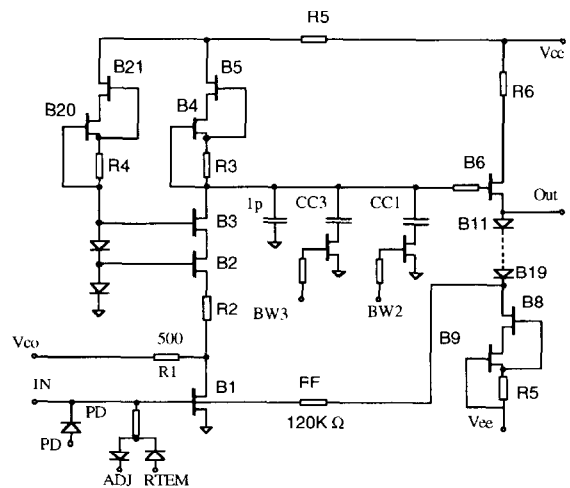 R5
Vcc
B21
B5
B20
B4
R6
R4
R3
B6
1p
CC3
CC1
Out
B3
B11
B2
B19
R2
BW3
BW2
B8
B9
Vco
500
R1
IN
B1
FF
R5
PD
120K Ω
Vee
PD
ADJ
RTEM